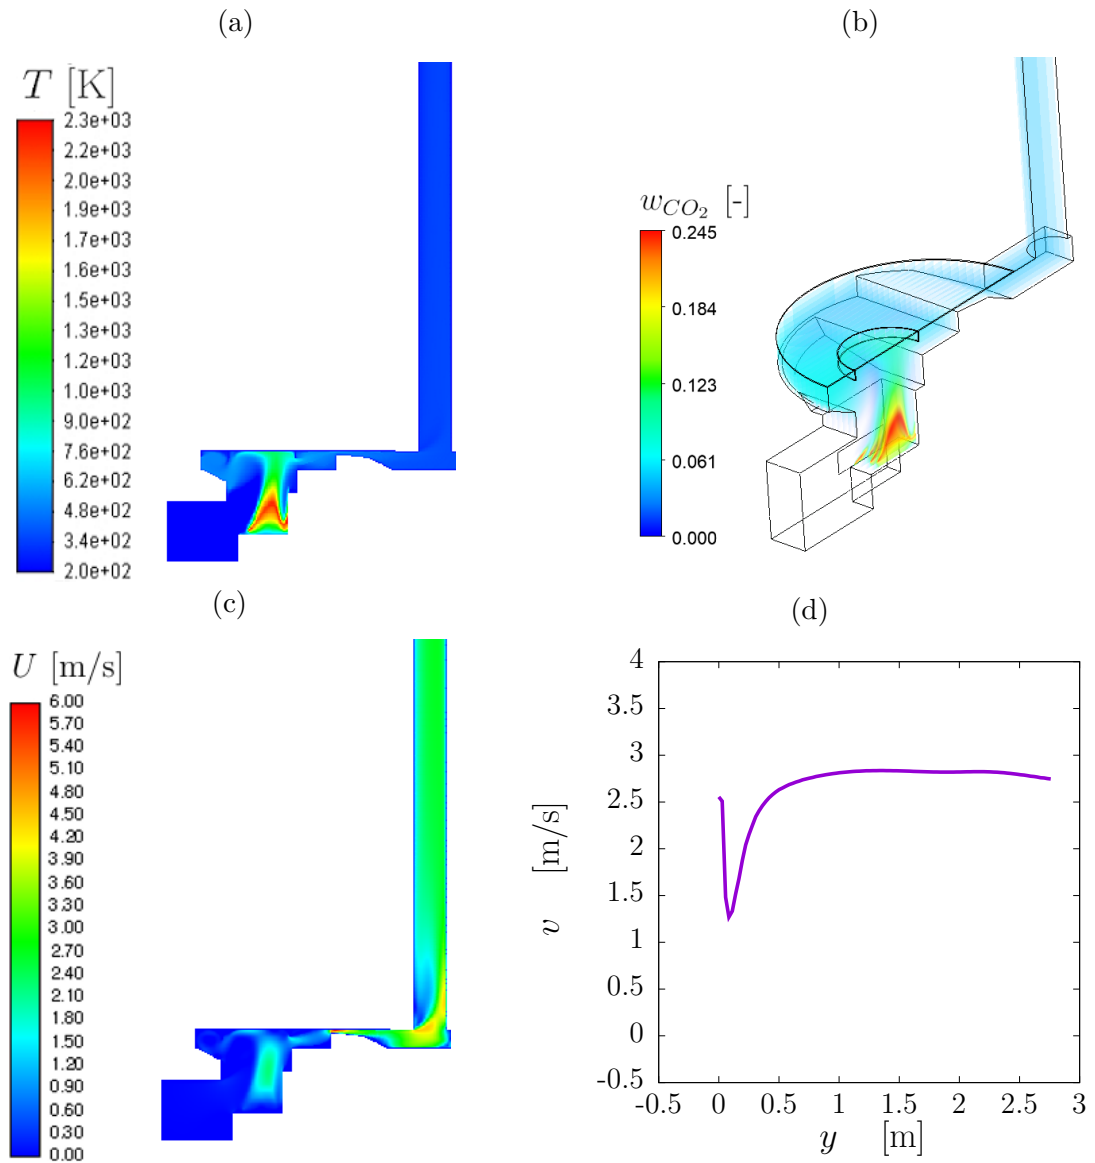 (a)
T [K]
2.3e+03
2.2e+03
2.0e+03
1.9e+03
1.7e+03
1.6e+03
1.5e+03
1.3e+03
1.2e+03
1.0e+03
9.0e+02
7.6e+02
6.2e+02
4.8e+02
3.4e+02
2.0e+02
(b)
w_{CO_2} [-]
0.245
0.184
0.123
0.061
0.000
(c)
U [m/s]
6.00
5.70
5.40
5.10
4.80
4.50
4.20
3.90
3.60
3.30
3.00
2.70
2.40
2.10
1.80
1.50
1.20
0.90
0.60
0.30
0.00
(d)
4
3.5
3
2.5
2
1.5
1
0.5
0
-0.5
v [m/s]
-0.5 0 0.5 1 1.5 2 2.5 3
y [m]